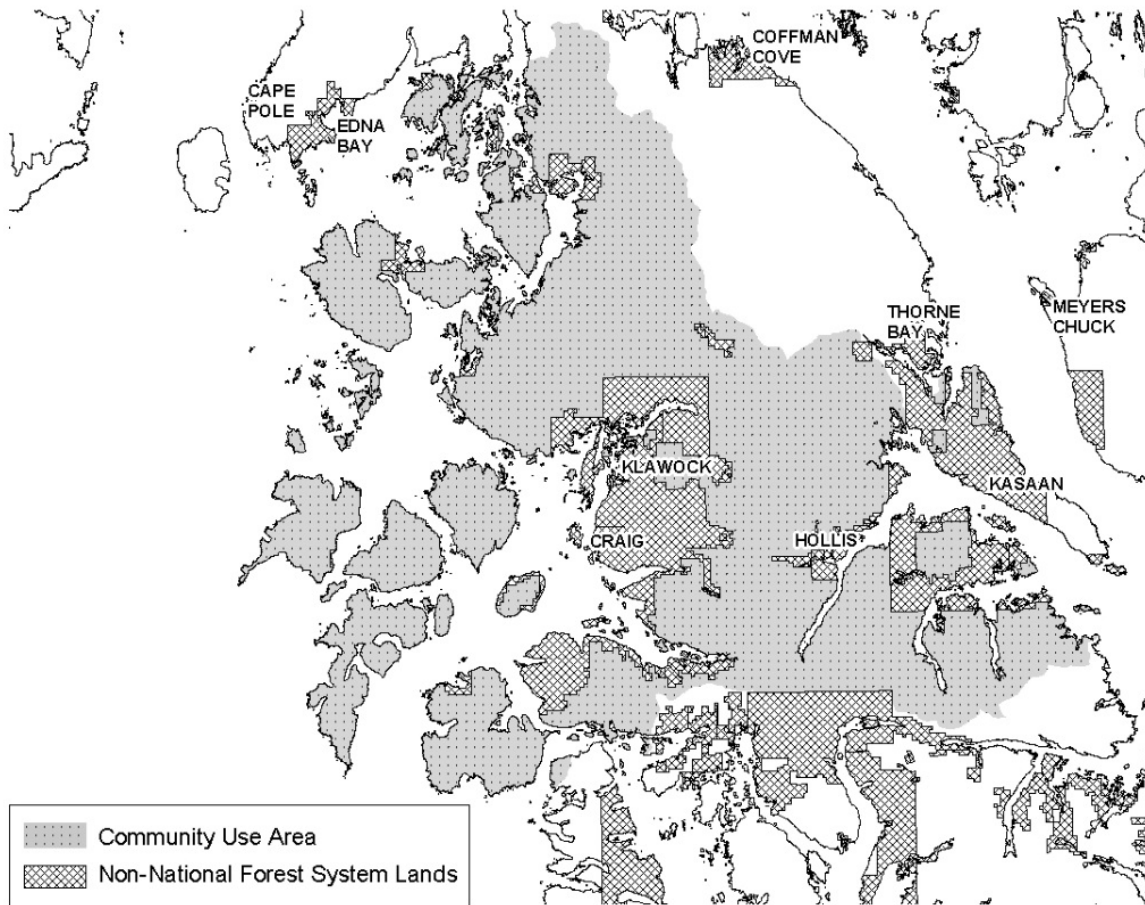 COFFMAN
COVE
CAPE
POLE
EDNA
BAY
THORNE
BAY
MEYERS
CHUCK
KLAWOCK
KASAAN
CRAIG
HOLLIS
Community Use Area
Non-National Forest System Lands